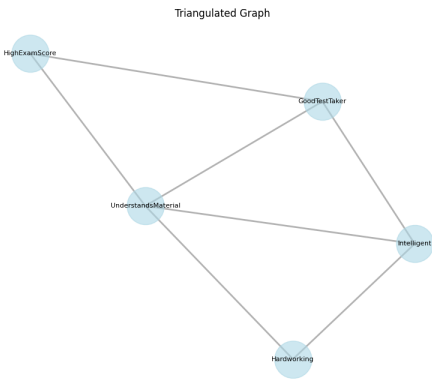 Triangulated Graph
HighExamScore
GoodTestTaker
UnderstandsMaterial
Intelligent
Hardworking